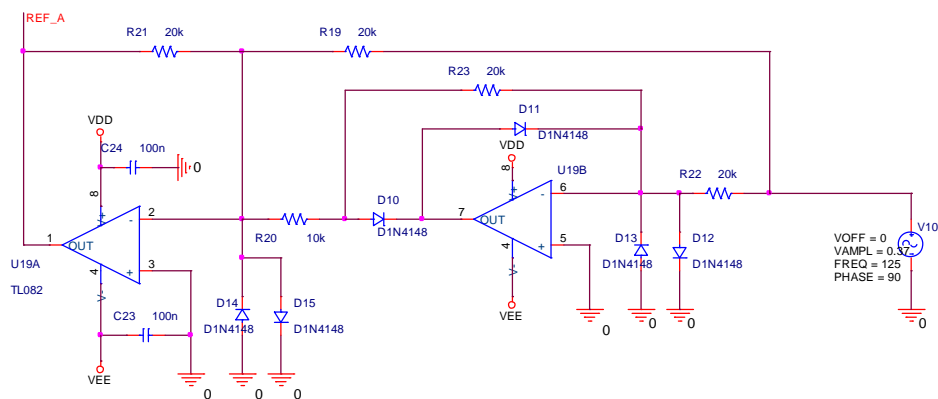 REF_A
R21 20k
R19 20k
R23 20k
D11
D1N4148
VDD
C24 100n
0
VDD
U19B
R22 20k
8
V+
6
-
8
V+
2
-
D10
D1N4148
7
OUT
R20 10k
1
OUT
U19A
TL082
3
+
4
V-
5
+
4
V-
D13
D1N4148
D12
D1N4148
V10
VOFF = 0
VAMPL = 0.37
FREQ = 125
PHASE = 90
D14
D1N4148
D15
D1N4148
C23 100n
VEE
VEE
0
0
0
0
0
0
0